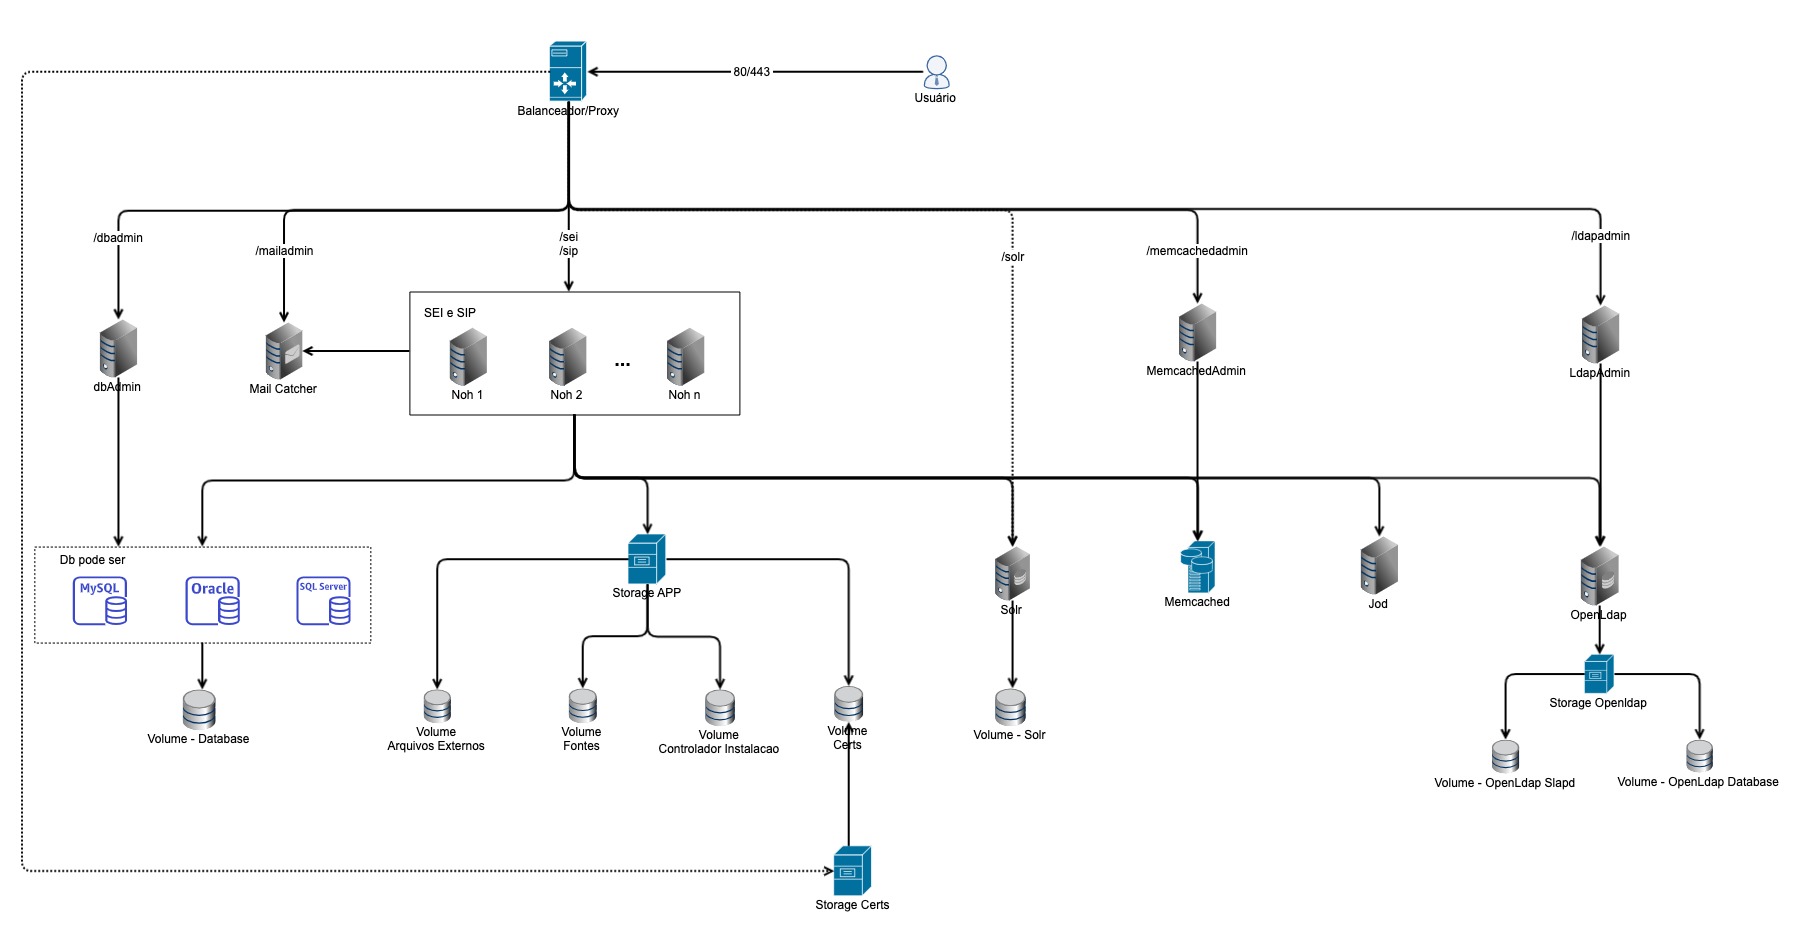 80/443
Usuário
Balanceador/Proxy
/dbadmin
/mailadmin
/sei
/sip
/solr
/memcachedadmin
/ldapadmin
SEI e SIP
Noh 1
Noh 2
...
Noh n
dbAdmin
Mail Catcher
MemcachedAdmin
LdapAdmin
Db pode ser
MySQL
Oracle
SQL Server
Storage APP
Solr
Memcached
Jod
OpenLdap
Storage Openldap
Volume - Database
Volume
Arquivos Externos
Volume
Fontes
Volume
Controlador Instalacao
Volume
Certs
Volume - Solr
Volume - OpenLdap Slapd
Volume - OpenLdap Database
Storage Certs